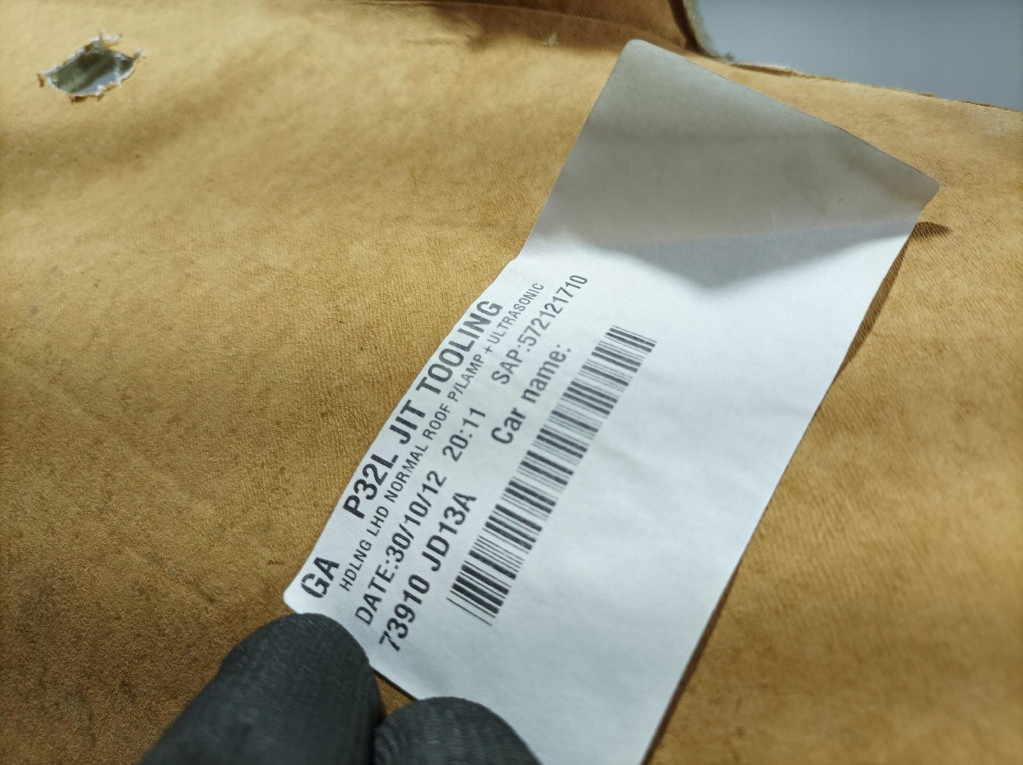 GA P32L JIT TOOLING
HDLNG LHD NORMAL ROOF P/LAMP + ULTRASONIC
DATE:30/10/12 20:11 SAP:572121710
73910 JD13A Car name: